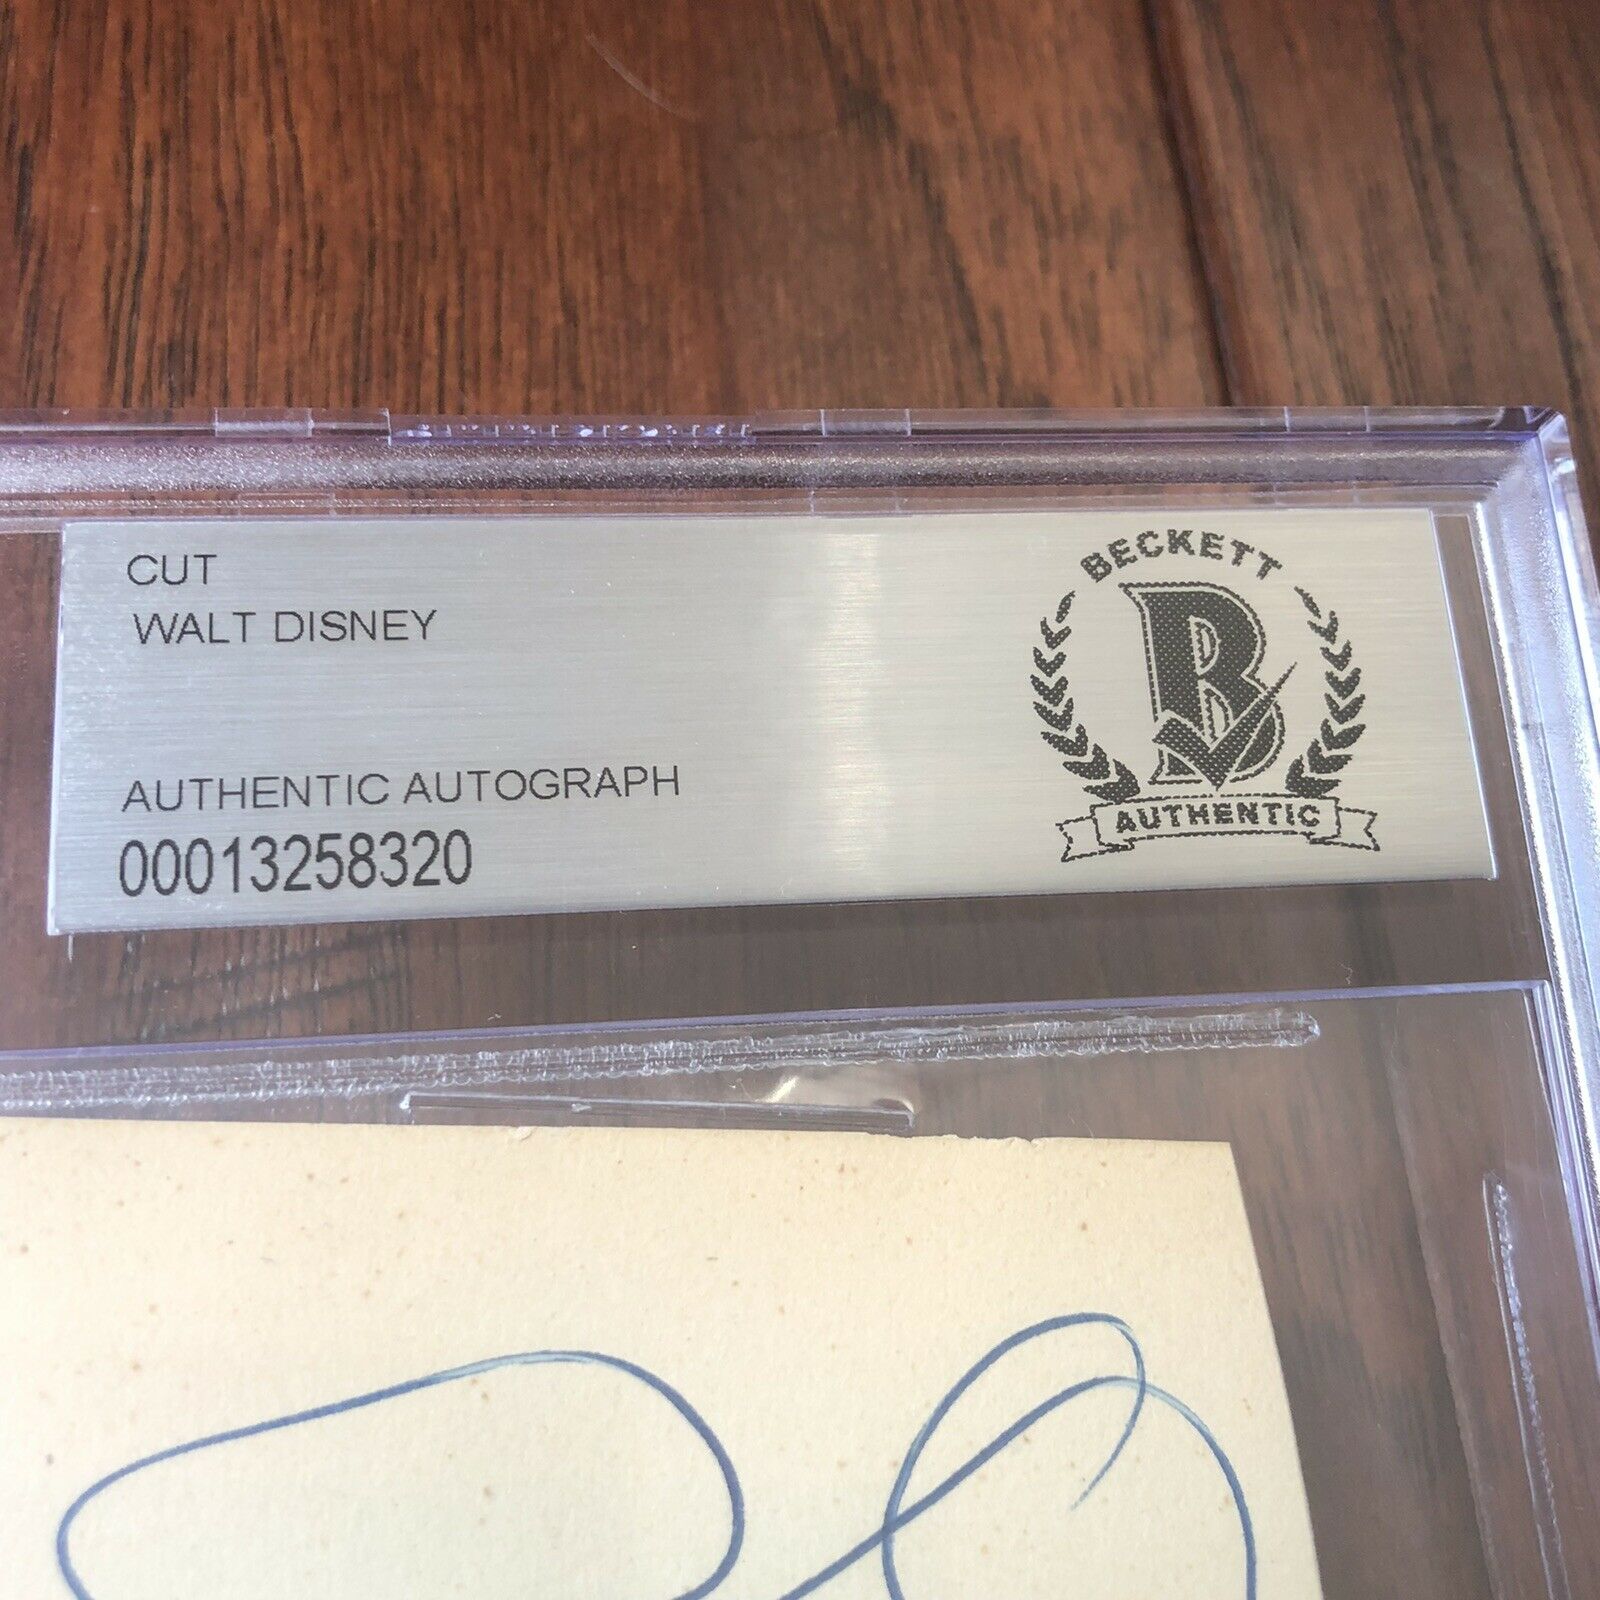 CUT
WALT DISNEY
AUTHENTIC AUTOGRAPH
00013258320
BECKETT
B
AUTHENTIC